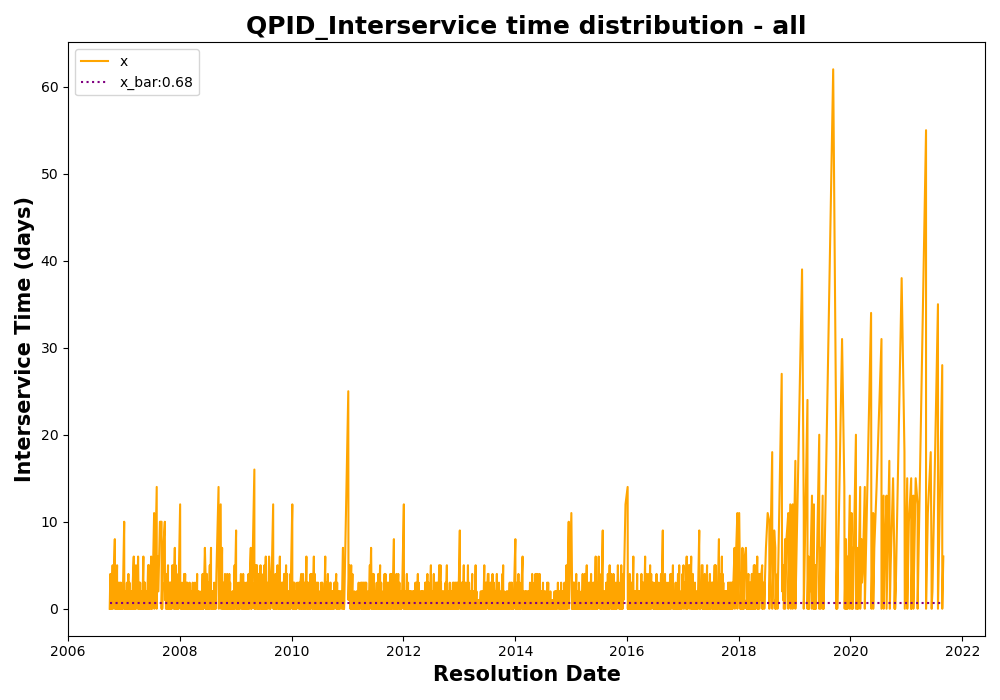 QPID_Interservice time distribution - all
x
x_bar:0.68
Interservice Time (days)
60
50
40
30
20
10
0
2006 2008 2010 2012 2014 2016 2018 2020 2022
Resolution Date